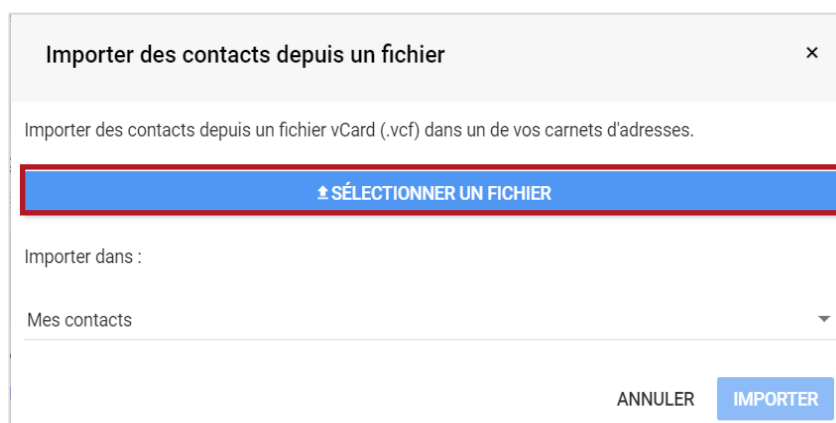 Importer des contacts depuis un fichier
Importer des contacts depuis un fichier vCard (.vcf) dans un de vos carnets d'adresses.
SÉLECTIONNER UN FICHIER
Importer dans :
Mes contacts
ANNULER IMPORTER